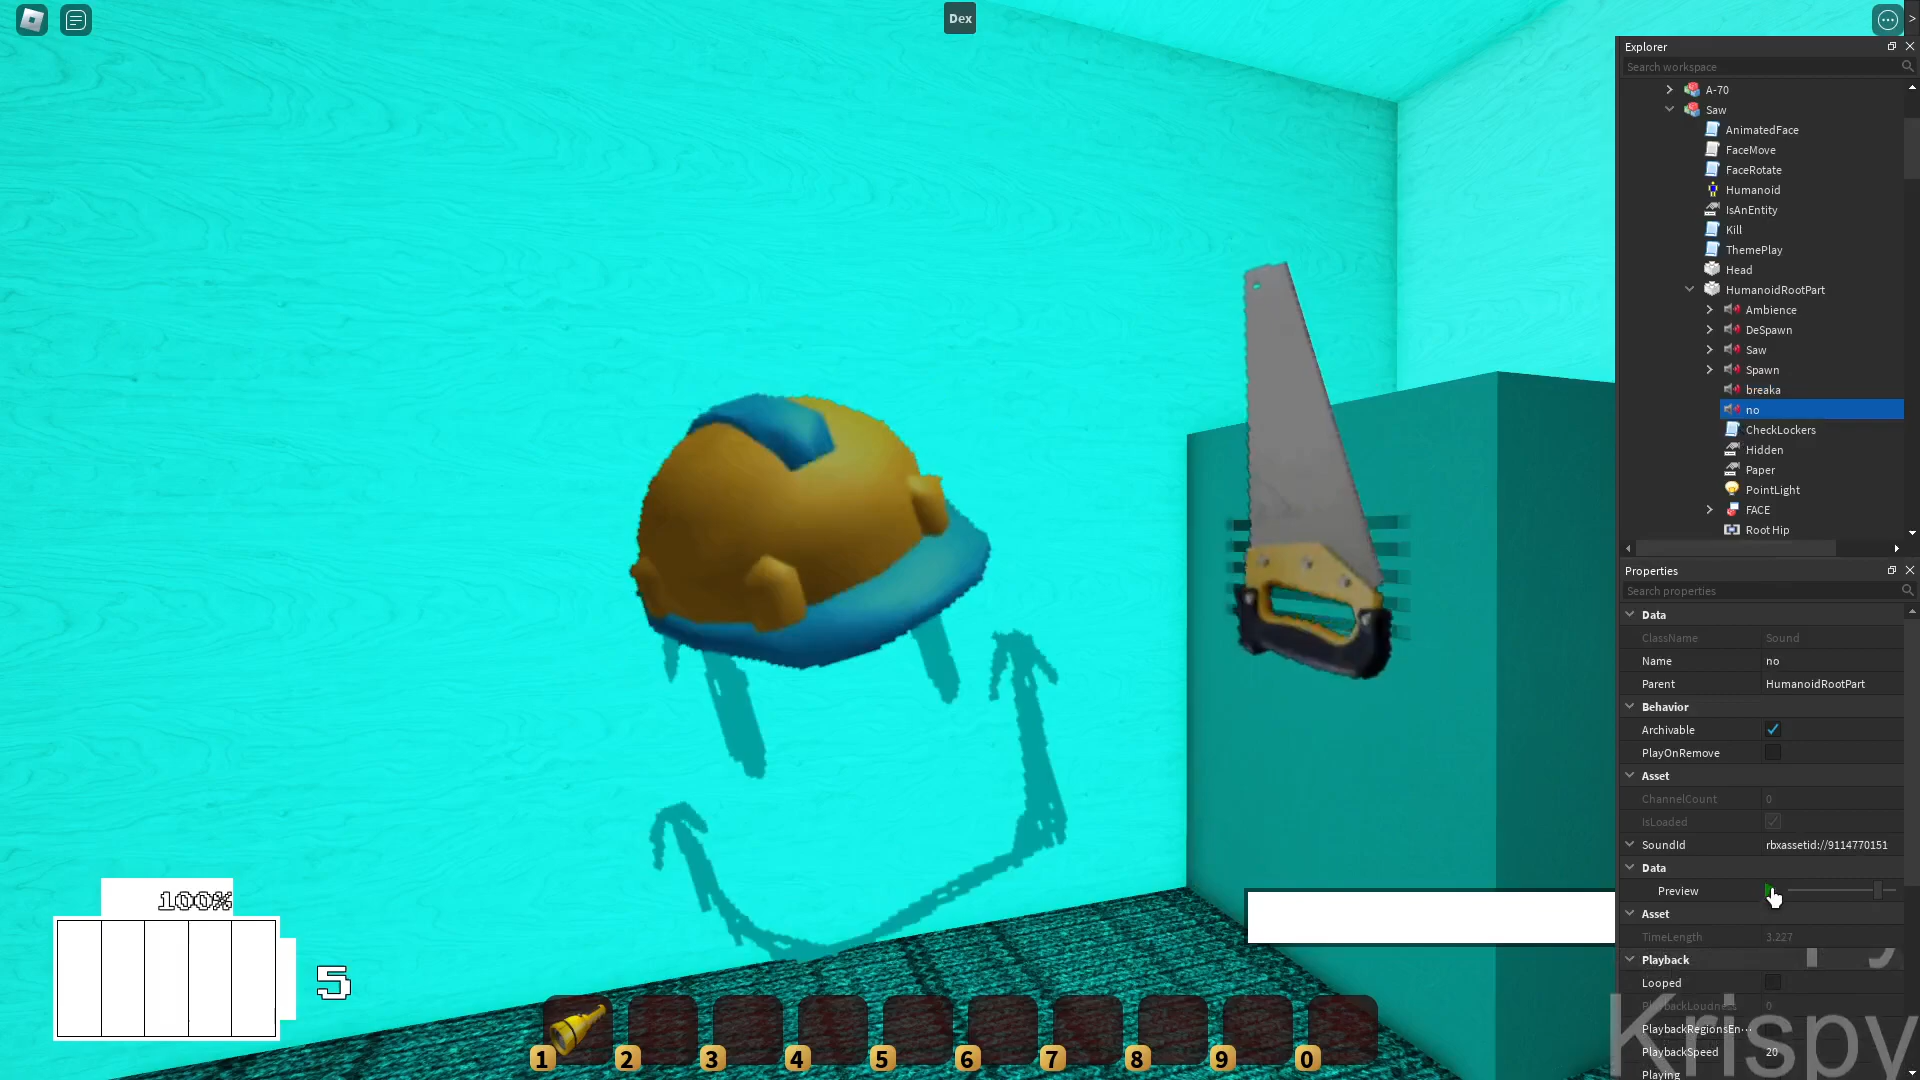 Dex
>
Explorer
Search workspace
A-70
Saw
AnimatedFace
FaceMove
FaceRotate
Humanoid
IsAnEntity
Kill
ThemePlay
Head
HumanoidRootPart
Ambience
DeSpawn
Saw
Spawn
breaka
no
CheckLockers
Hidden
Paper
PointLight
FACE
Root Hip
Properties
Search properties
Data
ClassName Sound
Name no
Parent HumanoidRootPart
Behavior
Archivable
PlayOnRemove
Asset
ChannelCount 0
IsLoaded
SoundId rbxassetid://9114770151
Data
Preview
Asset
TimeLength 3.227
Playback
Looped
PlaybackLoudness 0
PlaybackRegionsEn...
PlaybackSpeed 20
Playing
Krispy
100%
5
1 2 3 4 5 6 7 8 9 0